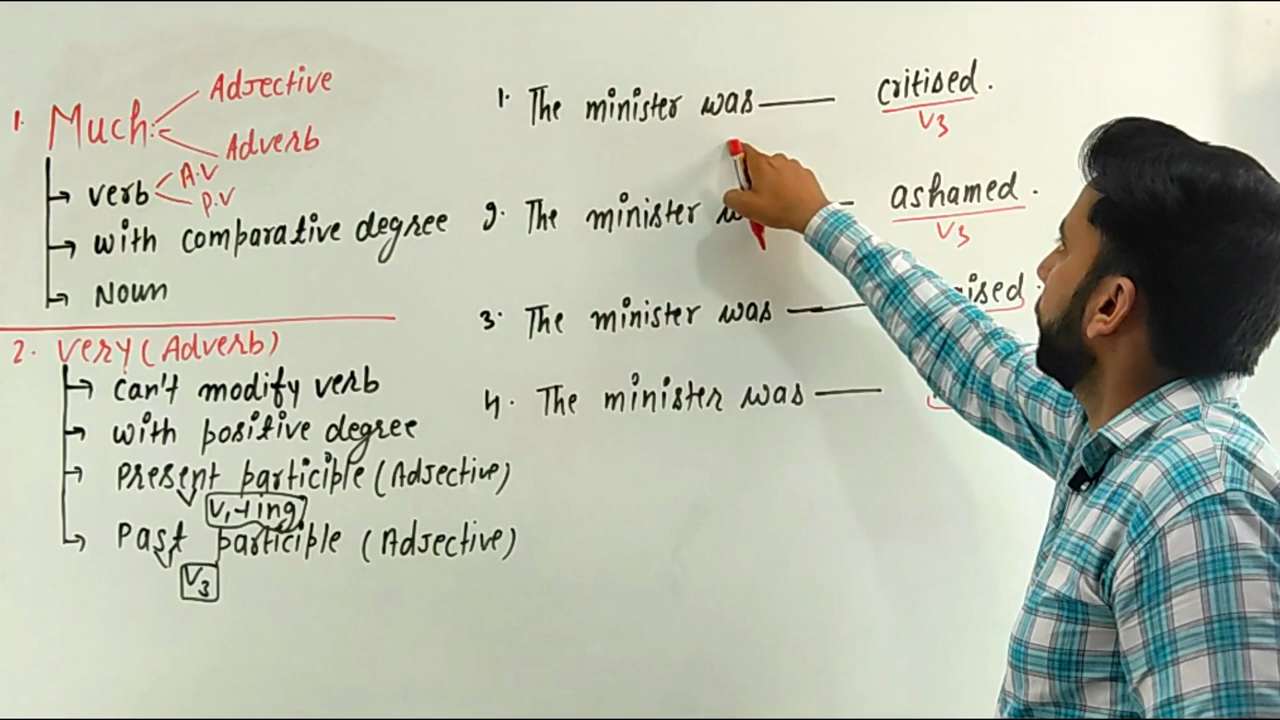 1. Much:-
Adjective
Adverb
→ verb
A.V
P.V
→ with comparative degree
→ Noun
2. Very (Adverb)
→ can't modify verb
→ with positive degree
→ Present participle (Adjective)
V₁+ing
→ Past participle (Adjective)
V₃
1. The minister was —— critised.
V₃
2. The minister — ashamed.
V₃
3. The minister was ——
4. The minister was ——